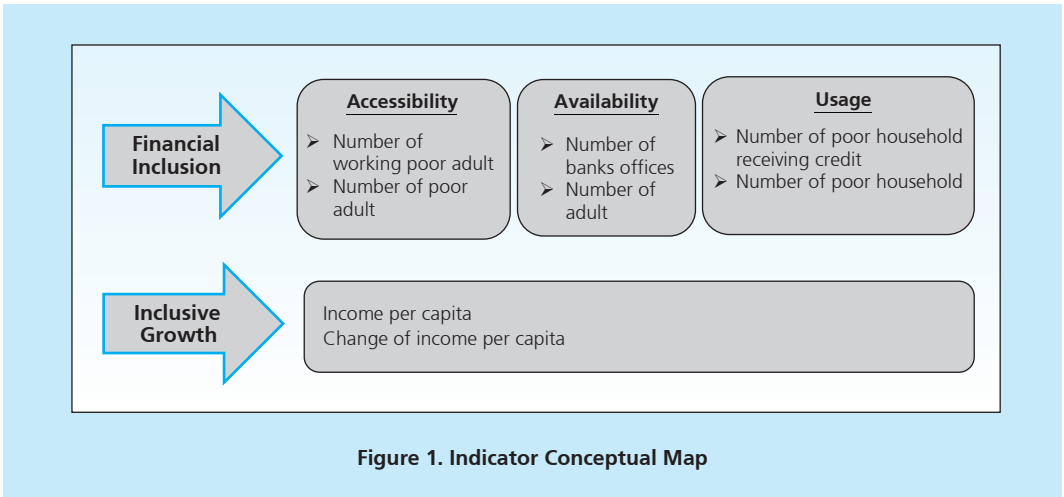 Financial
Inclusion
Accessibility
➢ Number of
working poor adult
➢ Number of poor
adult
Availability
➢ Number of
banks offices
➢ Number of
adult
Usage
➢ Number of poor household
receiving credit
➢ Number of poor household
Inclusive
Growth
Income per capita
Change of income per capita
Figure 1. Indicator Conceptual Map